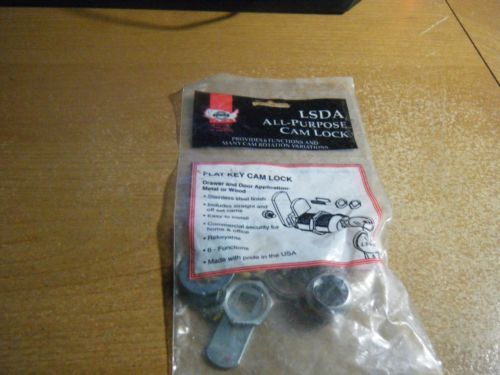 LSDA
ALL-PURPOSE
CAM LOCK
PROVIDES 6 FUNCTIONS AND
MANY CAM ROTATION VARIATIONS
FLAT KEY CAM LOCK
Drawer and Door Application-
Metal or Wood
• Stainless steel finish
• Includes straight and
off set cams
• Easy to install
• Commercial security for
home & office
• Rekeyable
• 6 - Functions
• Made with pride in the USA